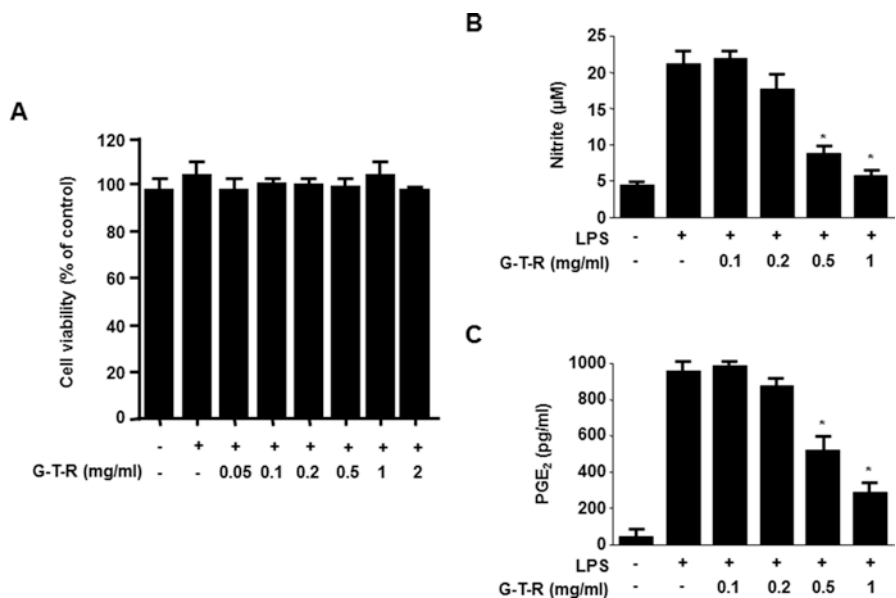 A
Cell viability (% of control)
120
100
80
60
40
20
0
- + + + + + + +
G-T-R (mg/ml) - - 0.05 0.1 0.2 0.5 1 2
B
Nitrite (µM)
25
20
15
10
5
0
* *
LPS - + + + + +
G-T-R (mg/ml) - - 0.1 0.2 0.5 1
C
PGE₂ (pg/ml)
1000
800
600
400
200
0
* *
LPS - + + + + +
G-T-R (mg/ml) - - 0.1 0.2 0.5 1